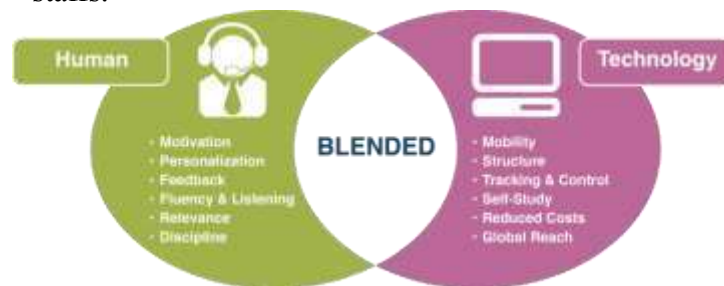 Human
Technology
BLENDED
- Motivation
- Personalization
- Feedback
- Fluency & Listening
- Relevance
- Discipline
- Mobility
- Structure
- Tracking & Control
- Self-Study
- Reduced Costs
- Global Reach